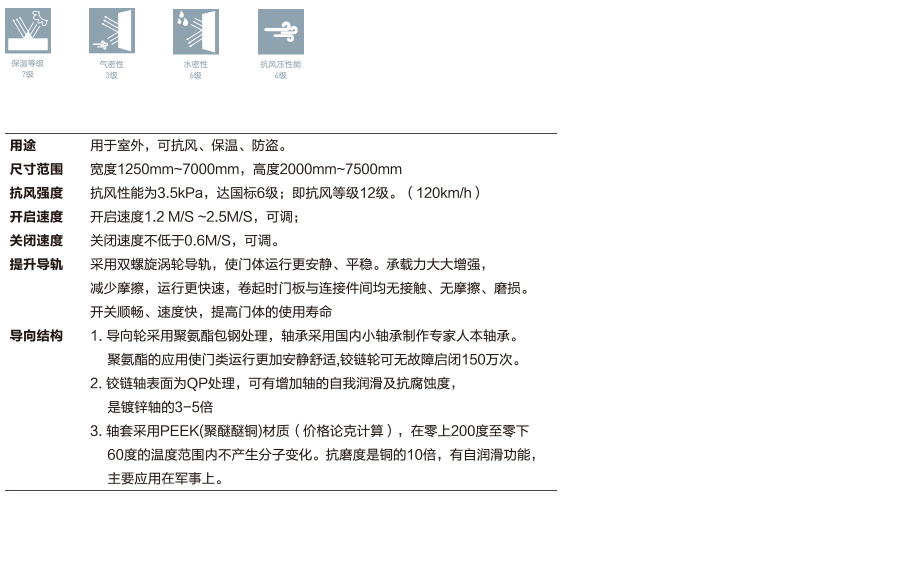 保温等级 气密性 水密性 抗风压性能
7级 3级 6级 6级
用途 用于室外，可抗风、保温、防盗。
尺寸范围 宽度1250mm~7000mm，高度2000mm~7500mm
抗风强度 抗风性能为3.5kPa，达国标6级；即抗风等级12级。（120km/h）
开启速度 开启速度1.2 M/S ~2.5M/S，可调；
关闭速度 关闭速度不低于0.6M/S，可调。
提升导轨 采用双螺旋涡轮导轨，使门体运行更安静、平稳。承载力大大增强，
减少摩擦，运行更快速，卷起时门板与连接件间均无接触、无摩擦、磨损。
开关顺畅、速度快，提高门体的使用寿命
导向结构 1. 导向轮采用聚氨酯包钢处理，轴承采用国内小轴承制作专家人本轴承。
聚氨酯的应用使门类运行更加安静舒适,铰链轮可无故障启闭150万次。
2. 铰链轴表面为QP处理，可有增加轴的自我润滑及抗腐蚀度，
是镀锌轴的3-5倍
3. 轴套采用PEEK(聚醚醚铜)材质（价格论克计算），在零上200度至零下
60度的温度范围内不产生分子变化。抗磨度是铜的10倍，有自润滑功能，
主要应用在军事上。